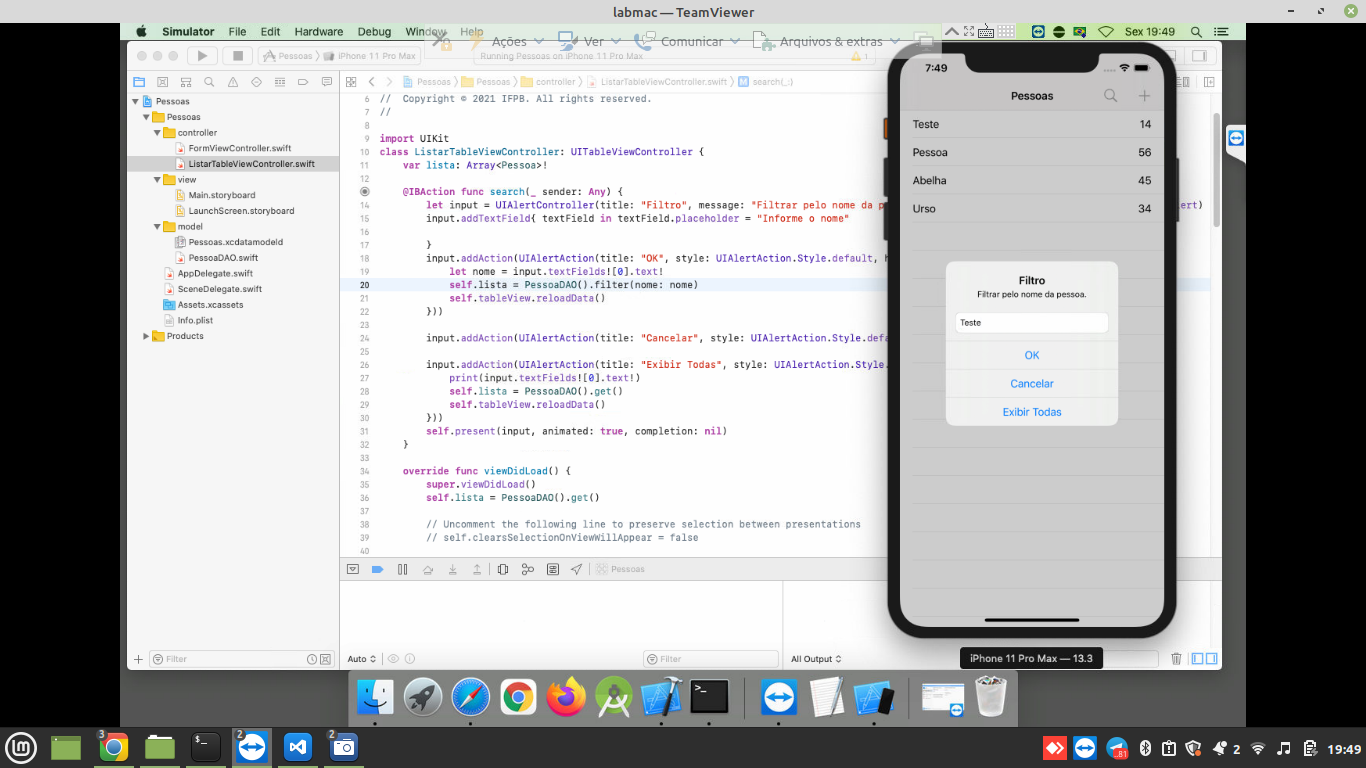 labmac — TeamViewer
Simulator File Edit Hardware Debug Window Help
Sex 19:49
Ações Ver Comunicar Arquivos & extras
Pessoas iPhone 11 Pro Max
Running Pessoas on iPhone 11 Pro Max
1
Pessoas Pessoas controller ListarTableViewController.swift M search(_:)
Pessoas
Pessoas
controller
FormViewController.swift
ListarTableViewController.swift
view
Main.storyboard
LaunchScreen.storyboard
model
Pessoas.xcdatamodeld
PessoaDAO.swift
AppDelegate.swift
SceneDelegate.swift
Assets.xcassets
Info.plist
Products
6 // Copyright © 2021 IFPB. All rights reserved.
7 //
8
9 import UIKit
10 class ListarTableViewController: UITableViewController {
11 var lista: Array<Pessoa>!
12
@IBAction func search(_ sender: Any) {
14 let input = UIAlertController(title: "Filtro", message: "Filtrar pelo nome da p ert)
15 input.addTextField{ textField in textField.placeholder = "Informe o nome"
16
17 }
18 input.addAction(UIAlertAction(title: "OK", style: UIAlertAction.Style.default, h
19 let nome = input.textFields![0].text!
20 self.lista = PessoaDAO().filter(nome: nome)
21 self.tableView.reloadData()
22 }))
23
24 input.addAction(UIAlertAction(title: "Cancelar", style: UIAlertAction.Style.defa
25
26 input.addAction(UIAlertAction(title: "Exibir Todas", style: UIAlertAction.Style.
27 print(input.textFields![0].text!)
28 self.lista = PessoaDAO().get()
29 self.tableView.reloadData()
30 }))
31 self.present(input, animated: true, completion: nil)
32 }
33
34 override func viewDidLoad() {
35 super.viewDidLoad()
36 self.lista = PessoaDAO().get()
37
38 // Uncomment the following line to preserve selection between presentations
39 // self.clearsSelectionOnViewWillAppear = false
40
Pessoas
Filter
Auto
Filter
All Output
7:49
Pessoas
Teste 14
Pessoa 56
Abelha 45
Urso 34
Filtro
Filtrar pelo nome da pessoa.
Teste
OK
Cancelar
Exibir Todas
iPhone 11 Pro Max — 13.3
3
2
2
81
2
19:49